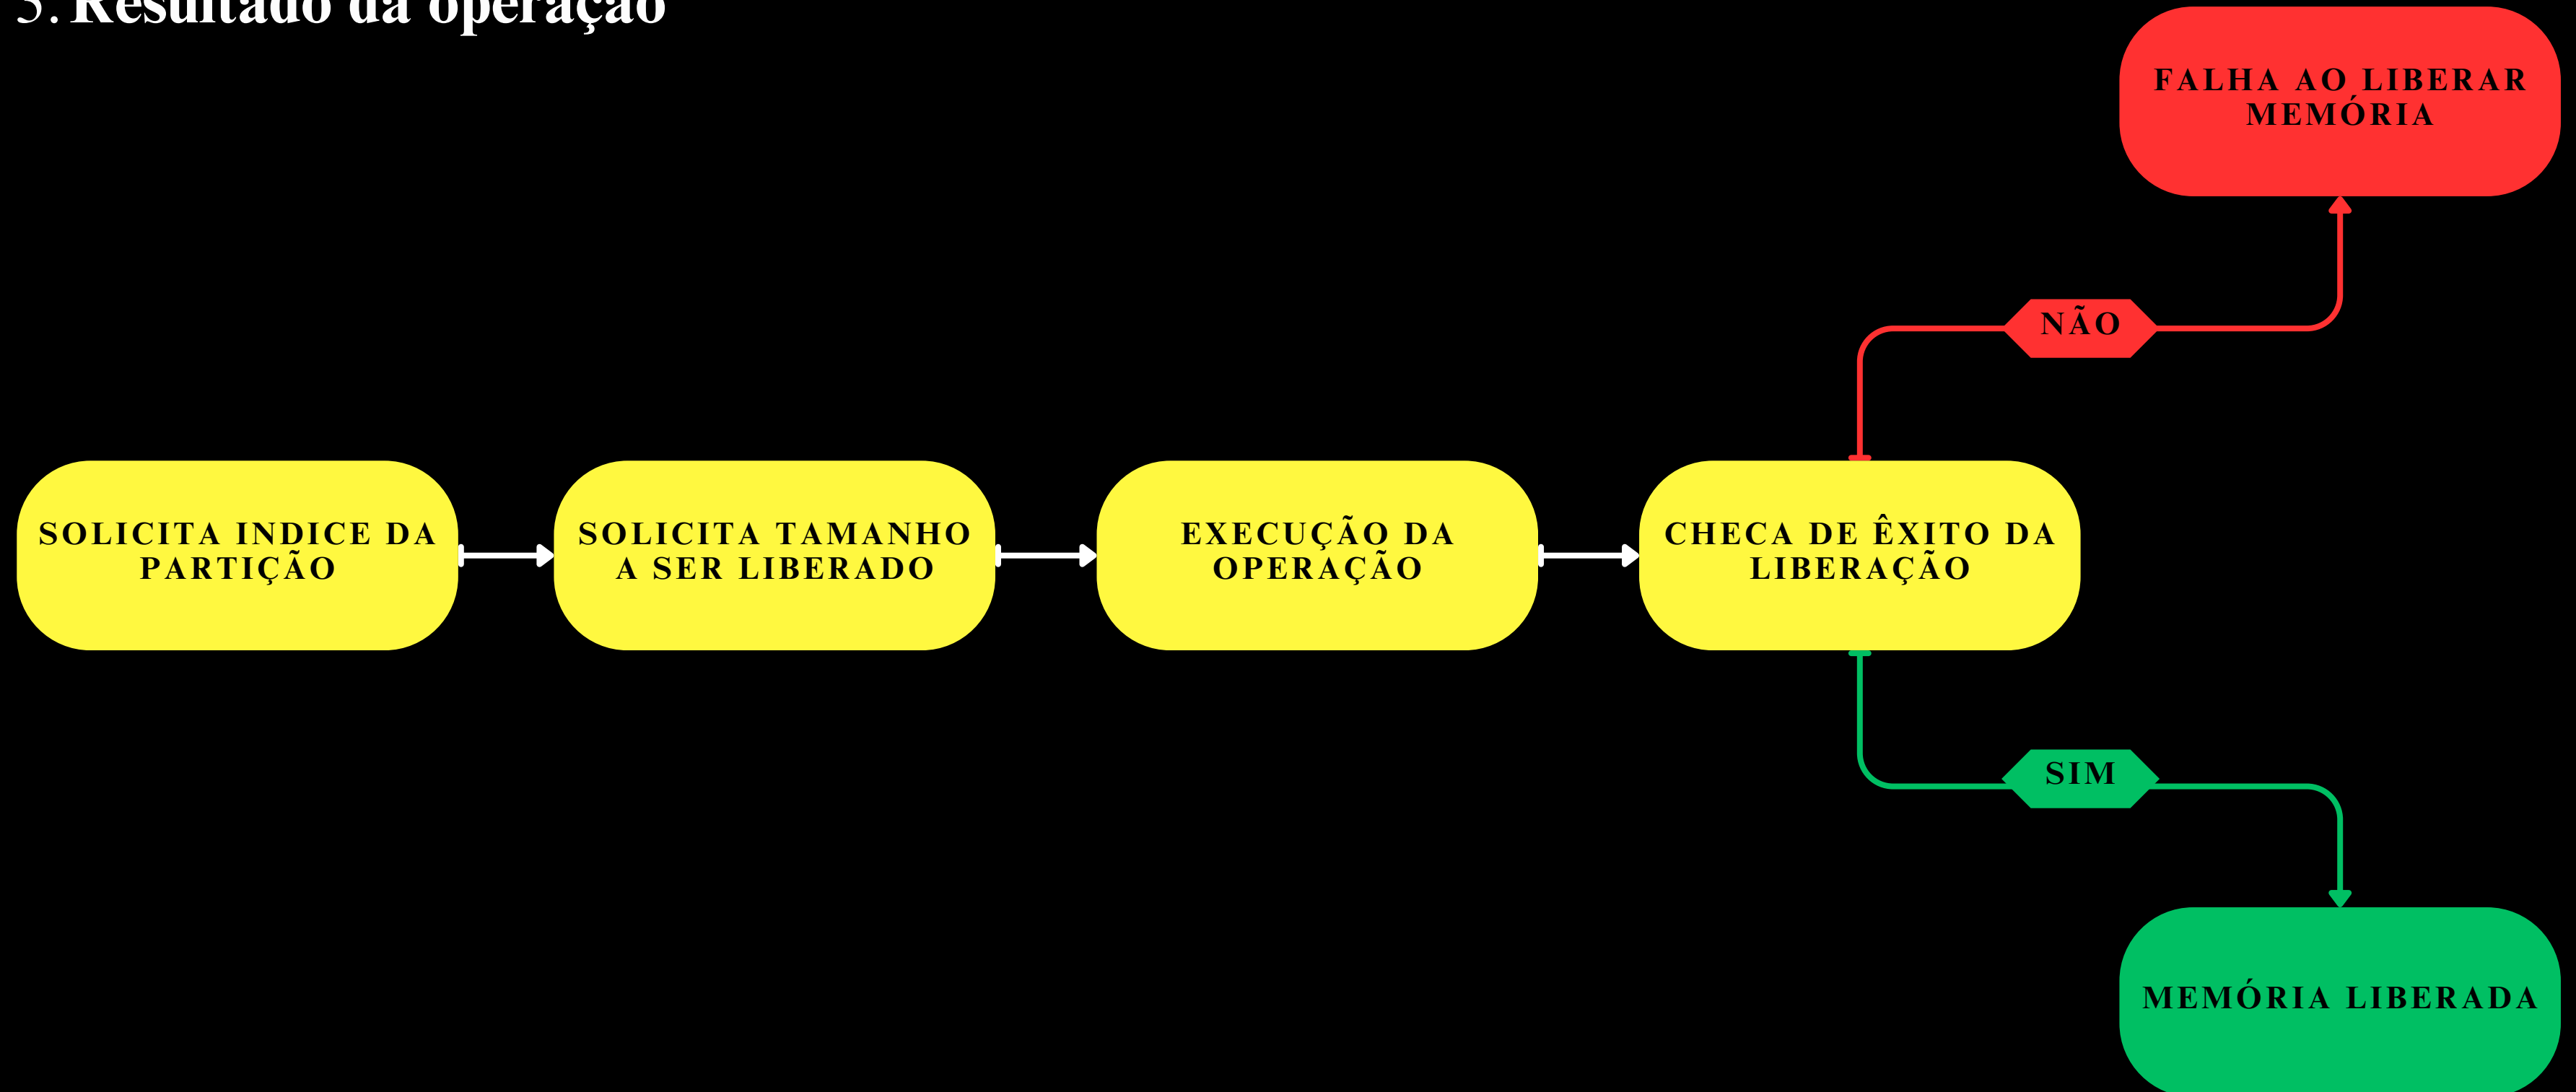 3. Resultado da operação
FALHA AO LIBERAR
MEMÓRIA
NÃO
SOLICITA INDICE DA
PARTIÇÃO
SOLICITA TAMANHO
A SER LIBERADO
EXECUÇÃO DA
OPERAÇÃO
CHECA DE ÊXITO DA
LIBERAÇÃO
SIM
MEMÓRIA LIBERADA